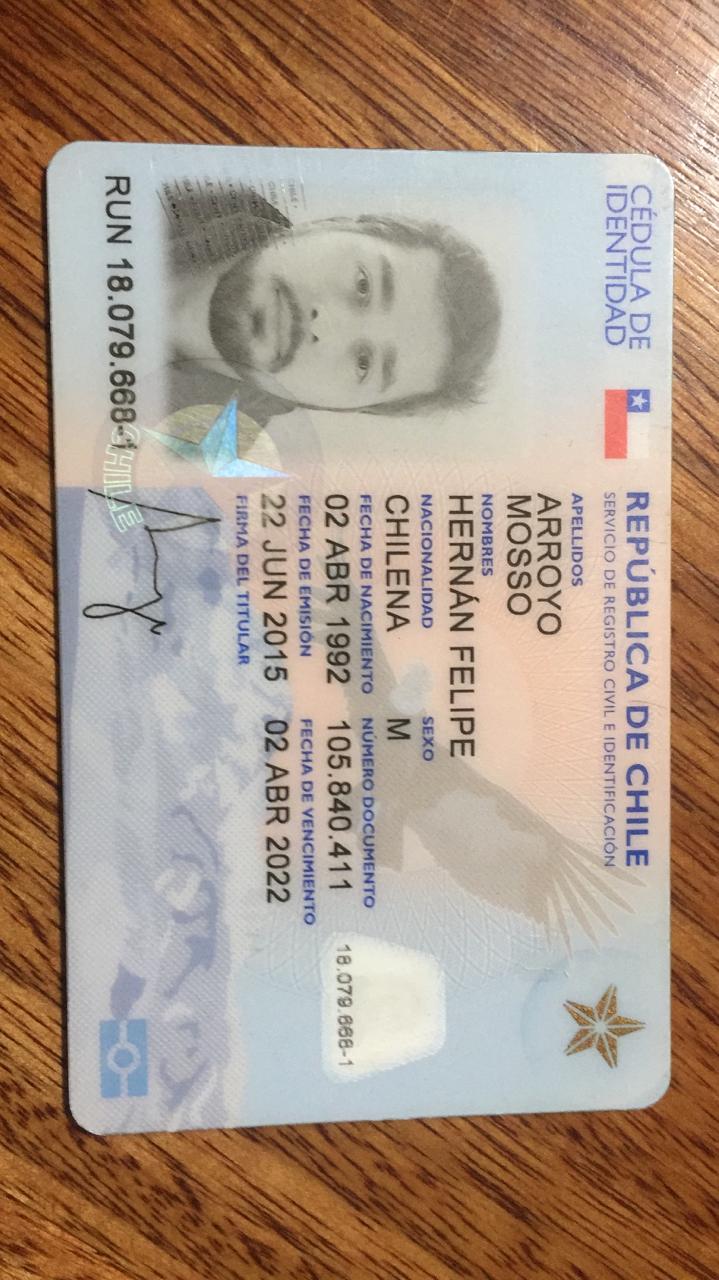 CÉDULA DE
IDENTIDAD
REPÚBLICA DE CHILE
SERVICIO DE REGISTRO CIVIL E IDENTIFICACIÓN
APELLIDOS
ARROYO
MOSSO
NOMBRES
HERNÁN FELIPE
NACIONALIDAD SEXO
CHILENA M
FECHA DE NACIMIENTO NÚMERO DOCUMENTO
02 ABR 1992 105.840.411
FECHA DE EMISIÓN FECHA DE VENCIMIENTO
22 JUN 2015 02 ABR 2022
FIRMA DEL TITULAR
RUN 18.079.668-1
CHILE
18.079.668-1